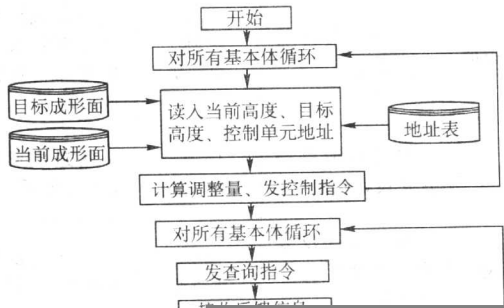 开始
对所有基本体循环
目标成形面
读入当前高度、目标
高度、控制单元地址
地址表
当前成形面
计算调整量、发控制指令
对所有基本体循环
发查询指令